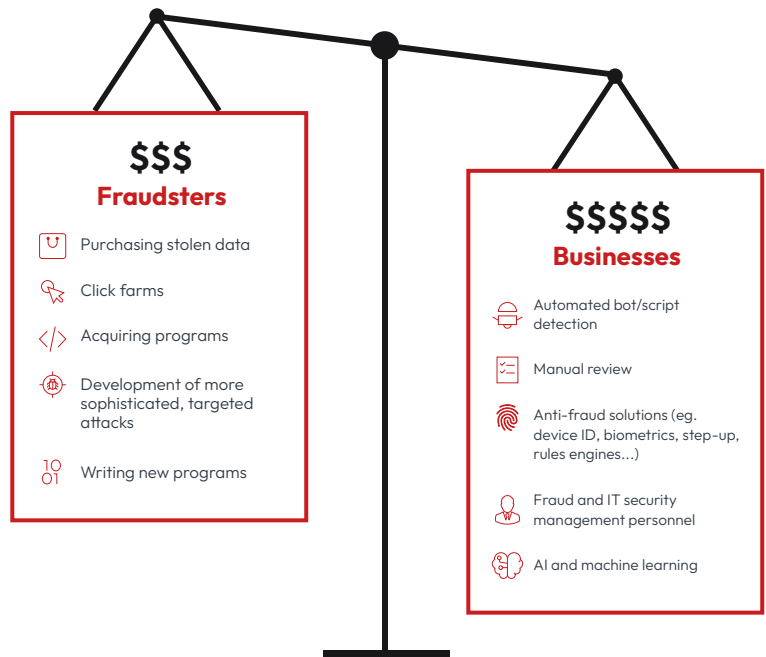 $$$
Fraudsters
Purchasing stolen data
Click farms
Acquiring programs
Development of more
sophisticated, targeted
attacks
10
01
Writing new programs
$$$$$
Businesses
Automated bot/script
detection
Manual review
Anti-fraud solutions (eg.
device ID, biometrics, step-up,
rules engines...)
Fraud and IT security
management personnel
AI and machine learning